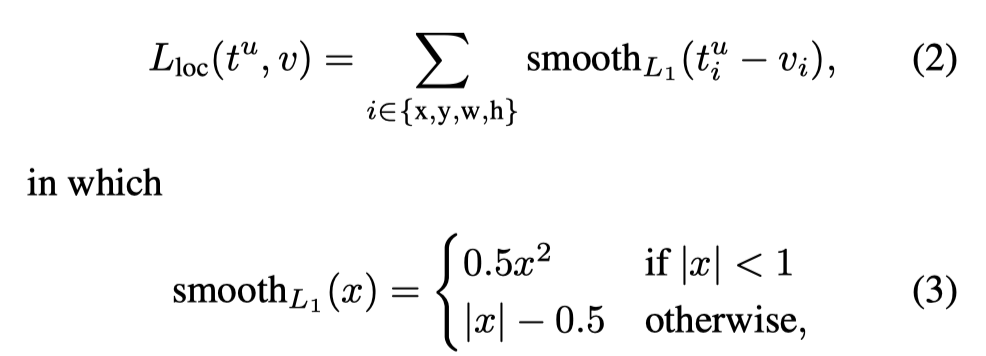 L_loc(t^u, v) = ∑_{i∈{x,y,w,h}} smooth_{L_1}(t_i^u − v_i), (2)
in which
smooth_{L_1}(x) = { 0.5x^2 if |x| < 1
|x| − 0.5 otherwise, (3)